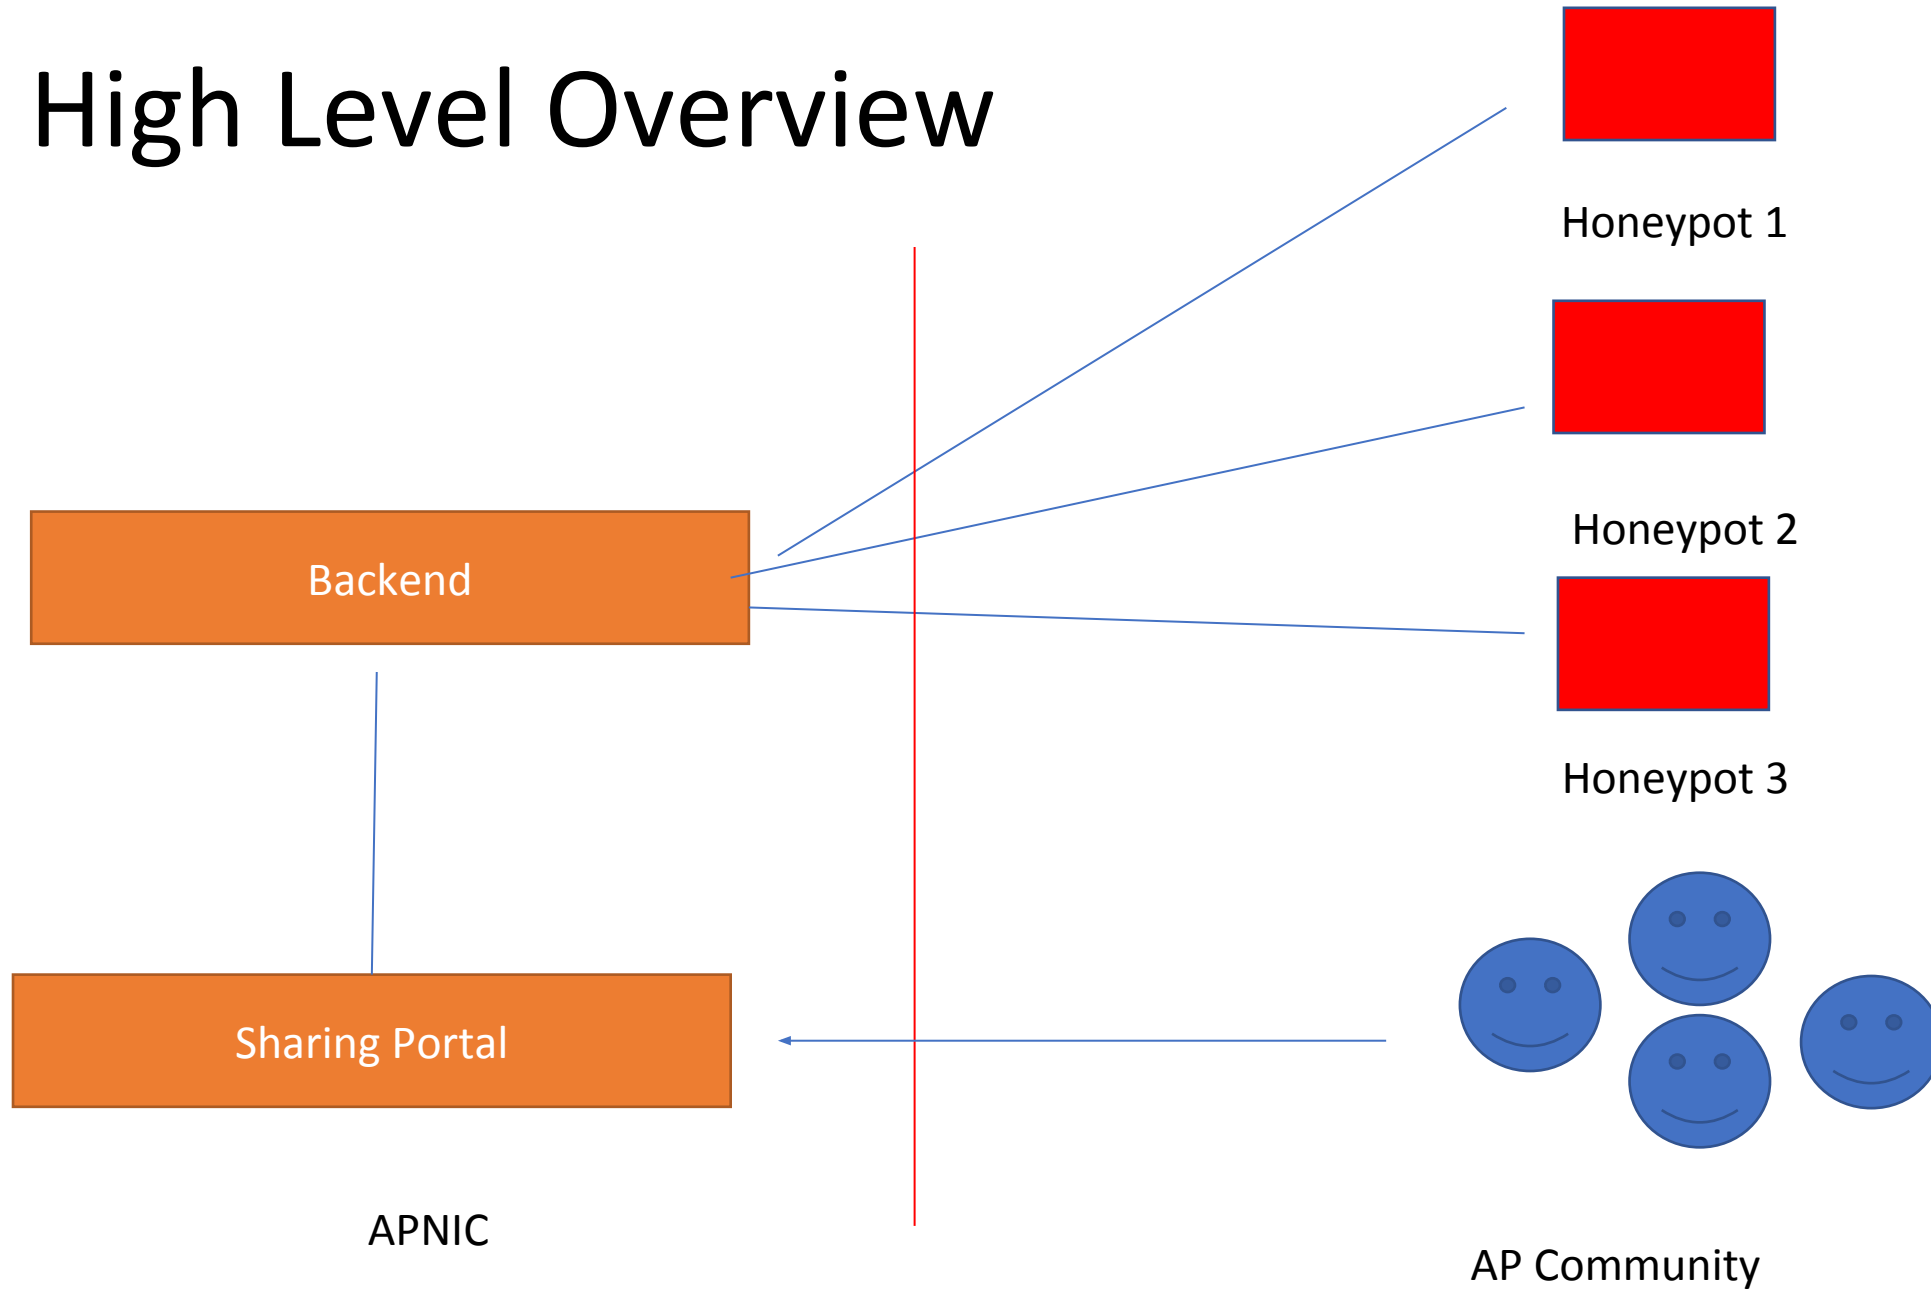 High Level Overview
Honeypot 1
Honeypot 2
Backend
Honeypot 3
Sharing Portal
APNIC
AP Community